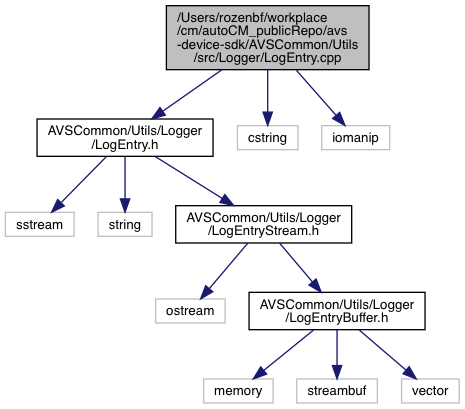 /Users/rozenbf/workplace
/cm/autoCM_publicRepo/avs
-device-sdk/AVSCommon/Utils
/src/Logger/LogEntry.cpp
AVSCommon/Utils/Logger
/LogEntry.h
cstring
iomanip
sstream
string
AVSCommon/Utils/Logger
/LogEntryStream.h
ostream
AVSCommon/Utils/Logger
/LogEntryBuffer.h
memory
streambuf
vector